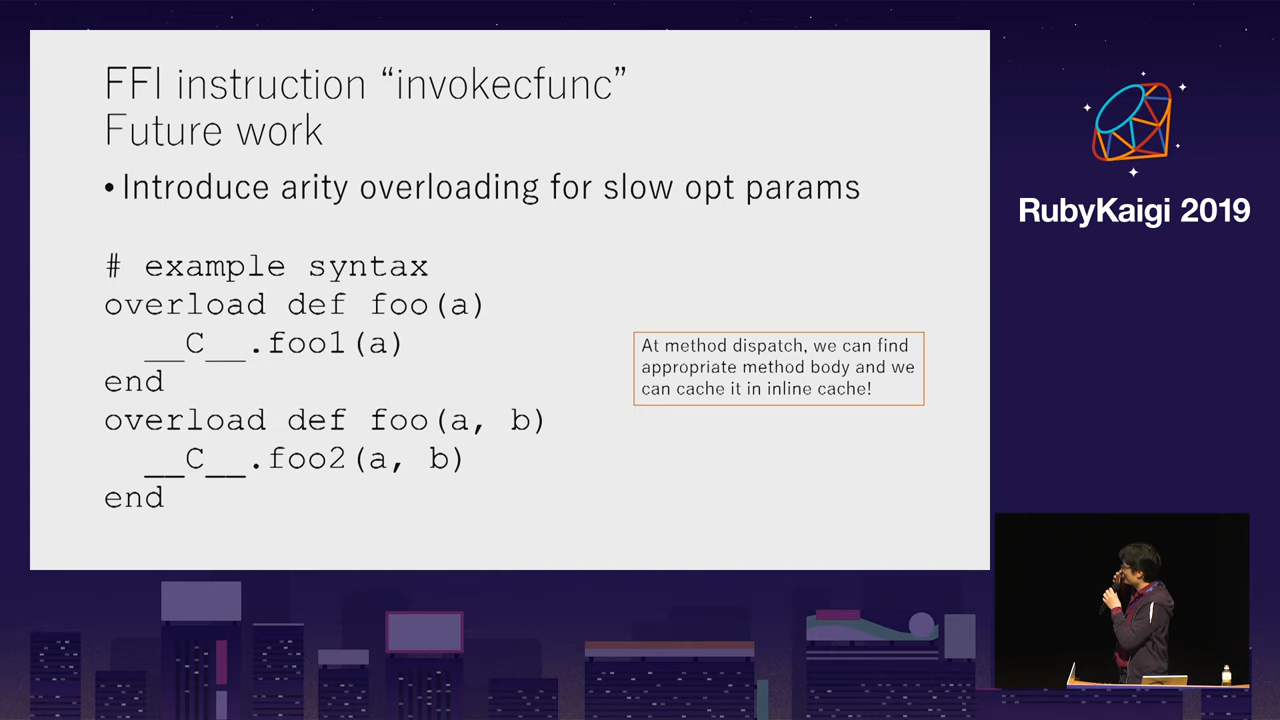 FFI instruction “invokecfunc”
Future work
• Introduce arity overloading for slow opt params
# example syntax
overload def foo(a)
__C__.foo1(a)
end
overload def foo(a, b)
__C__.foo2(a, b)
end
At method dispatch, we can find
appropriate method body and we
can cache it in inline cache!
RubyKaigi 2019